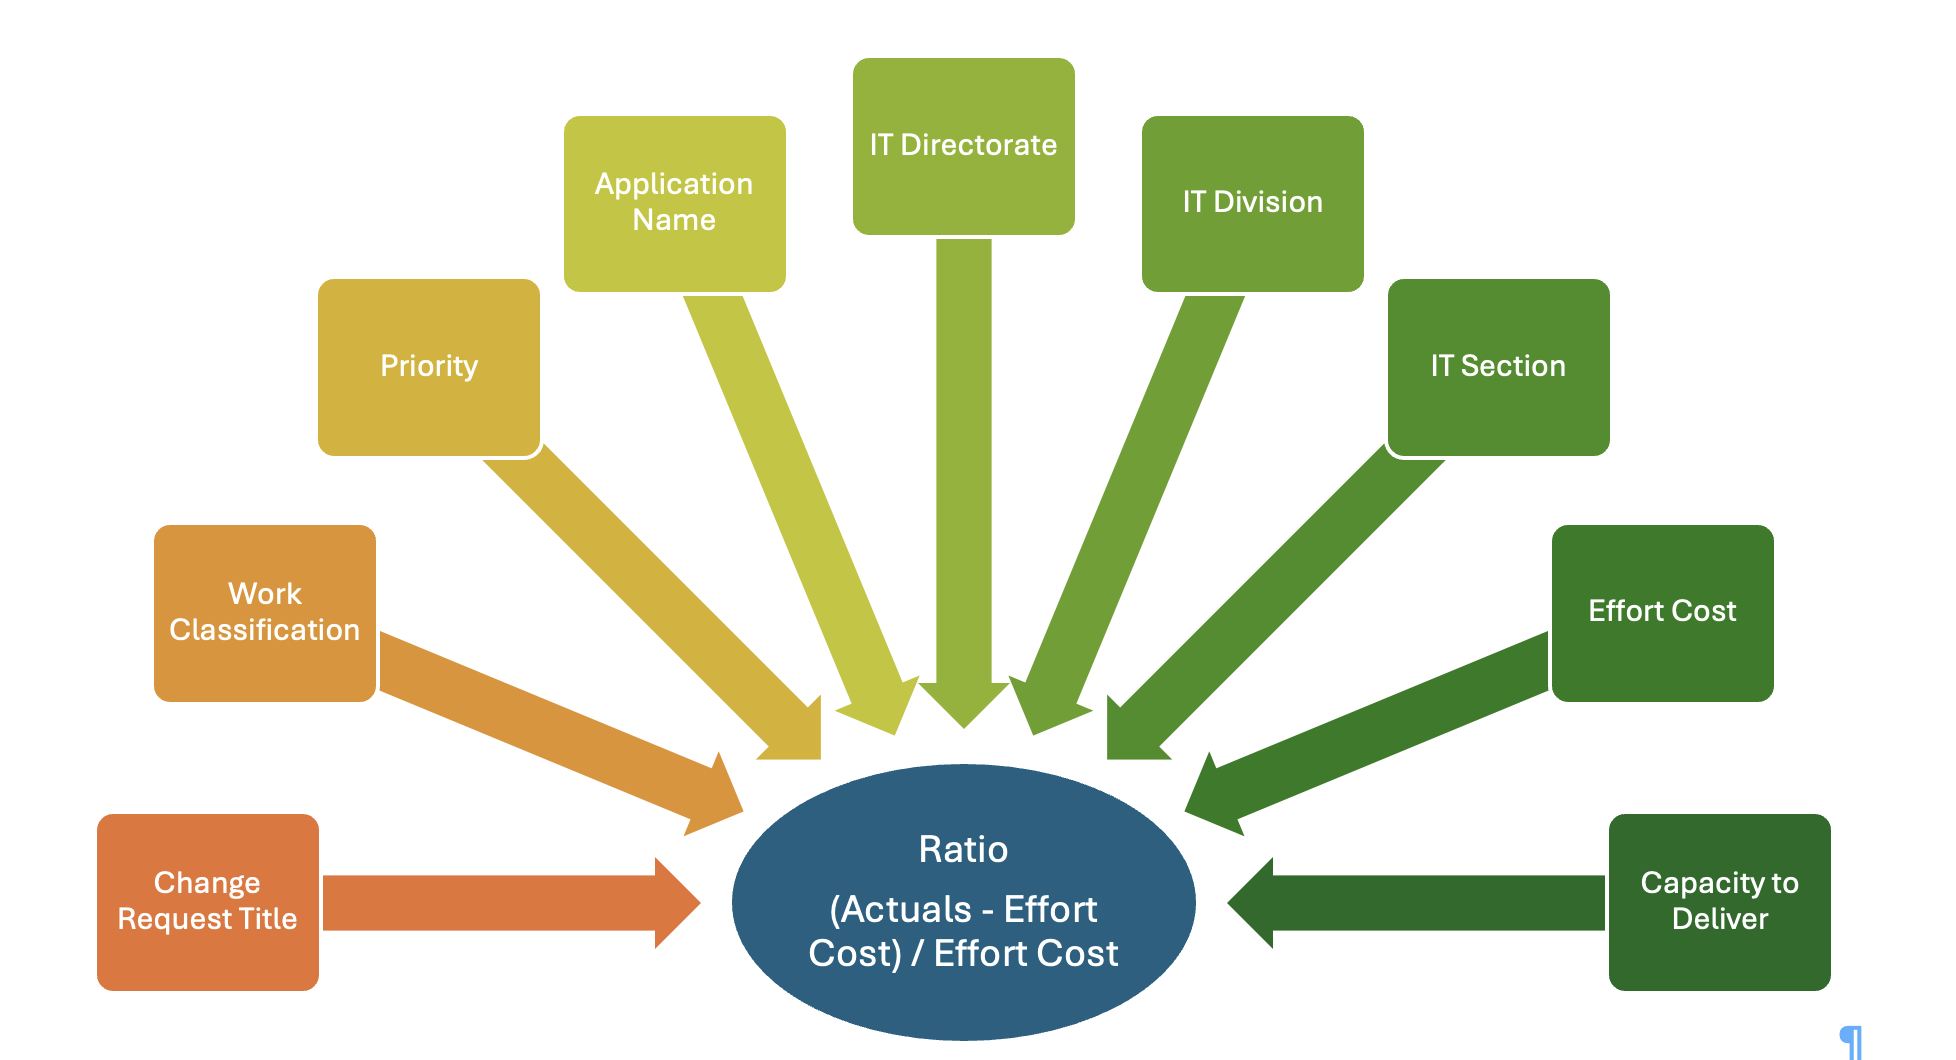 IT Directorate
Application
Name
IT Division
Priority
IT Section
Work
Classification
Effort Cost
Change
Request Title
Ratio
(Actuals - Effort
Cost) / Effort Cost
Capacity to
Deliver
¶